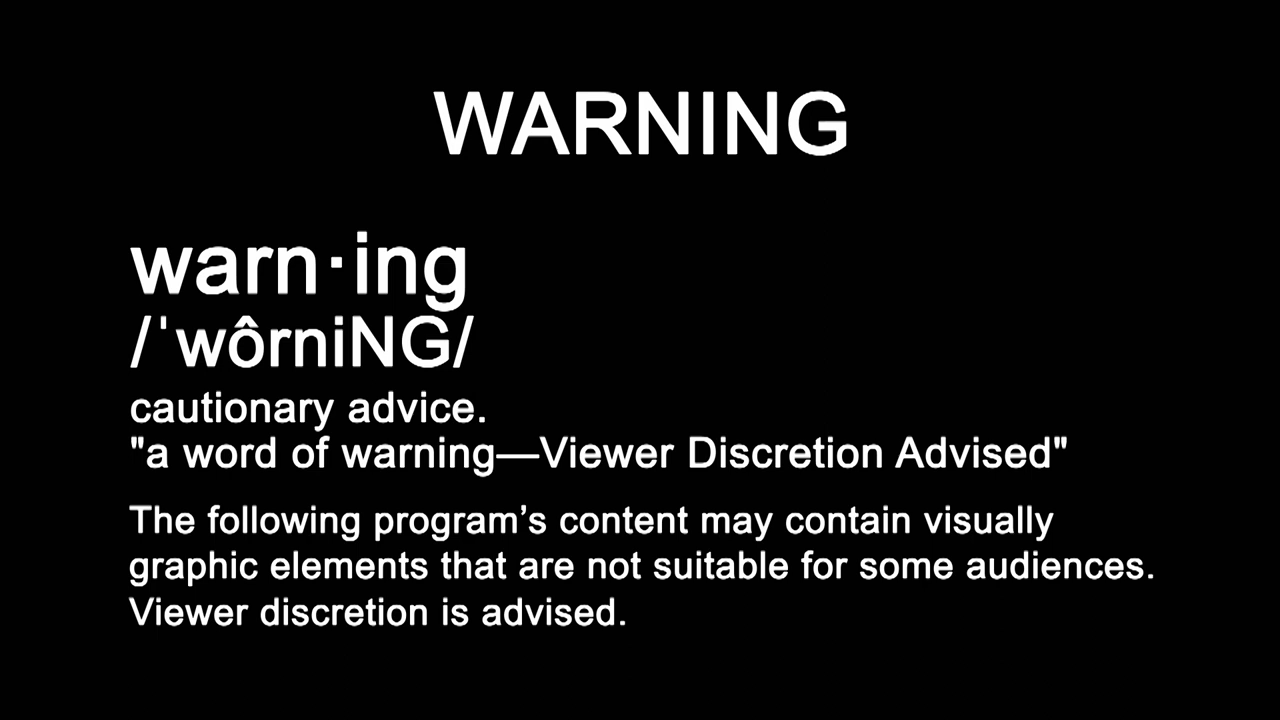 WARNING
warn·ing
/ˈwôrniNG/
cautionary advice.
"a word of warning—Viewer Discretion Advised"
The following program’s content may contain visually
graphic elements that are not suitable for some audiences.
Viewer discretion is advised.